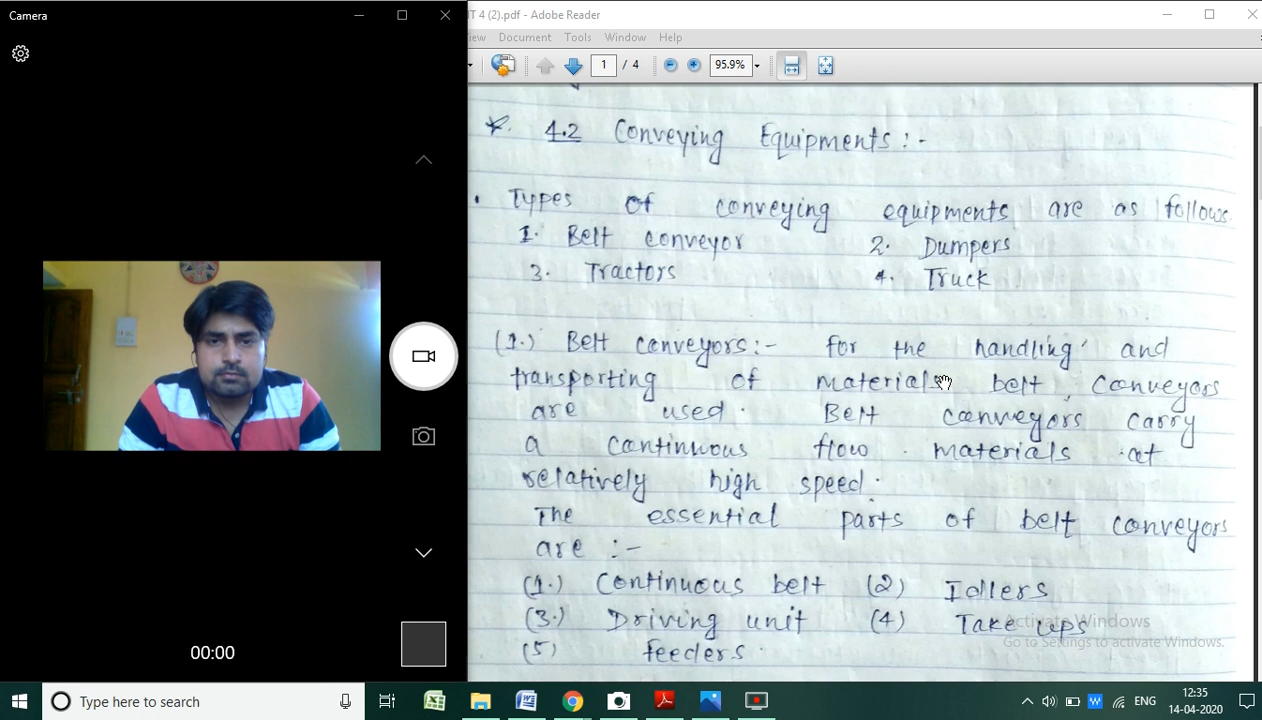 Camera
T 4 (2).pdf - Adobe Reader
iew Document Tools Window Help
1 / 4 95.9%
4.2 Conveying Equipments :-
• Types of conveying equipments are as follows.
1. Belt conveyor 2. Dumpers
3. Tractors 4. Truck
(1.) Belt conveyors :- for the handling and
transporting of materials belt conveyors
are used. Belt conveyors carry
a continuous flow materials at
relatively high speed.
The essential parts of belt conveyors
are :-
(1.) Continuous belt (2) Idlers
(3.) Driving unit (4) Take ups
(5) feeders.
Activate Windows
Go to Settings to activate Windows.
00:00
Type here to search
ENG
12:35
14-04-2020